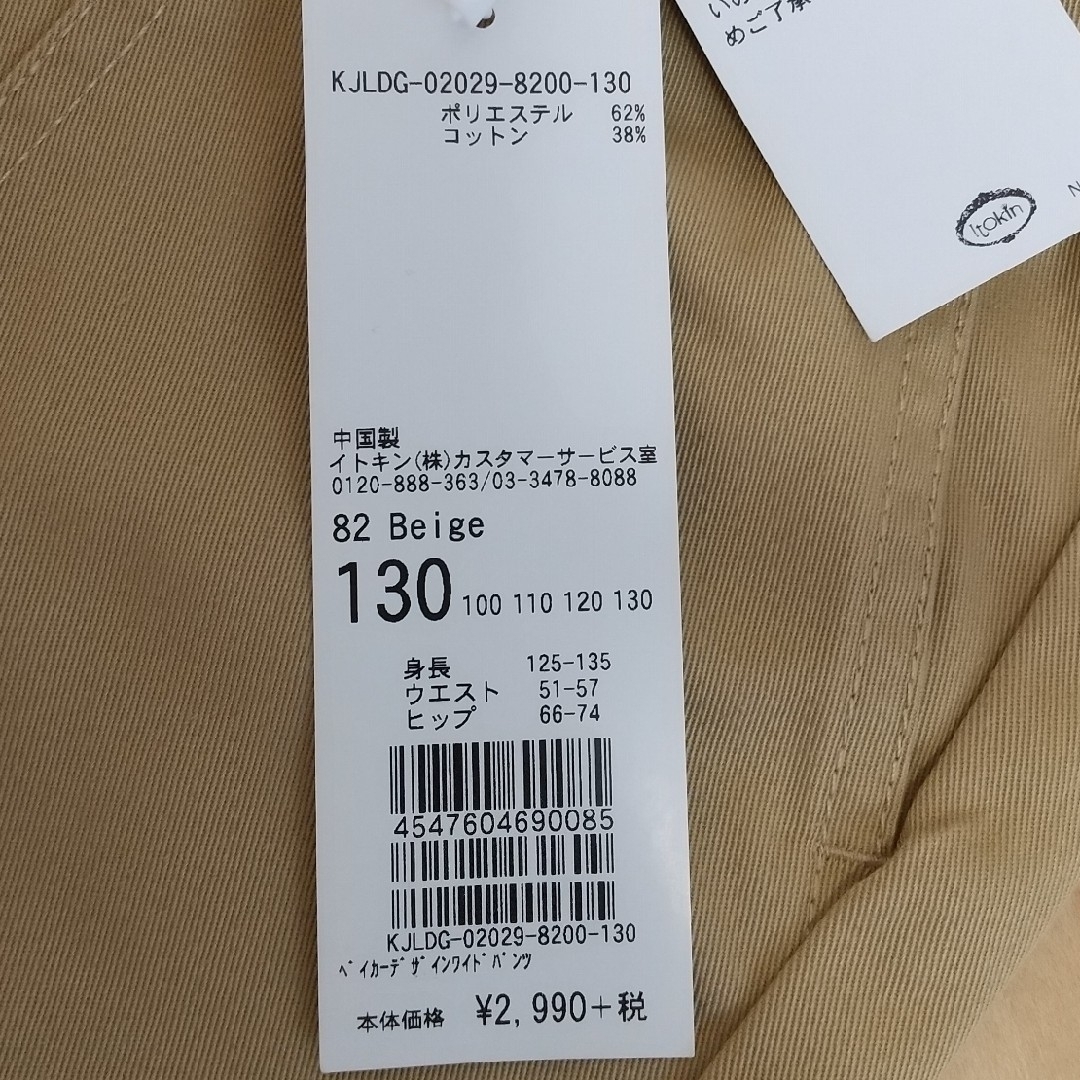 KJLDG-02029-8200-130
ポリエステル 62%
コットン 38%
中国製
イトキン(株)カスタマーサービス室
0120-888-363/03-3478-8088
82 Beige
130 100 110 120 130
身長 125-135
ウエスト 51-57
ヒップ 66-74
4547604690085
KJLDG-02029-8200-130
ﾍﾞｲｶｰﾃﾞｻﾞｲﾝﾜｲﾄﾞﾊﾟﾝﾂ
本体価格 ¥2,990+税
めご了承
Itokin